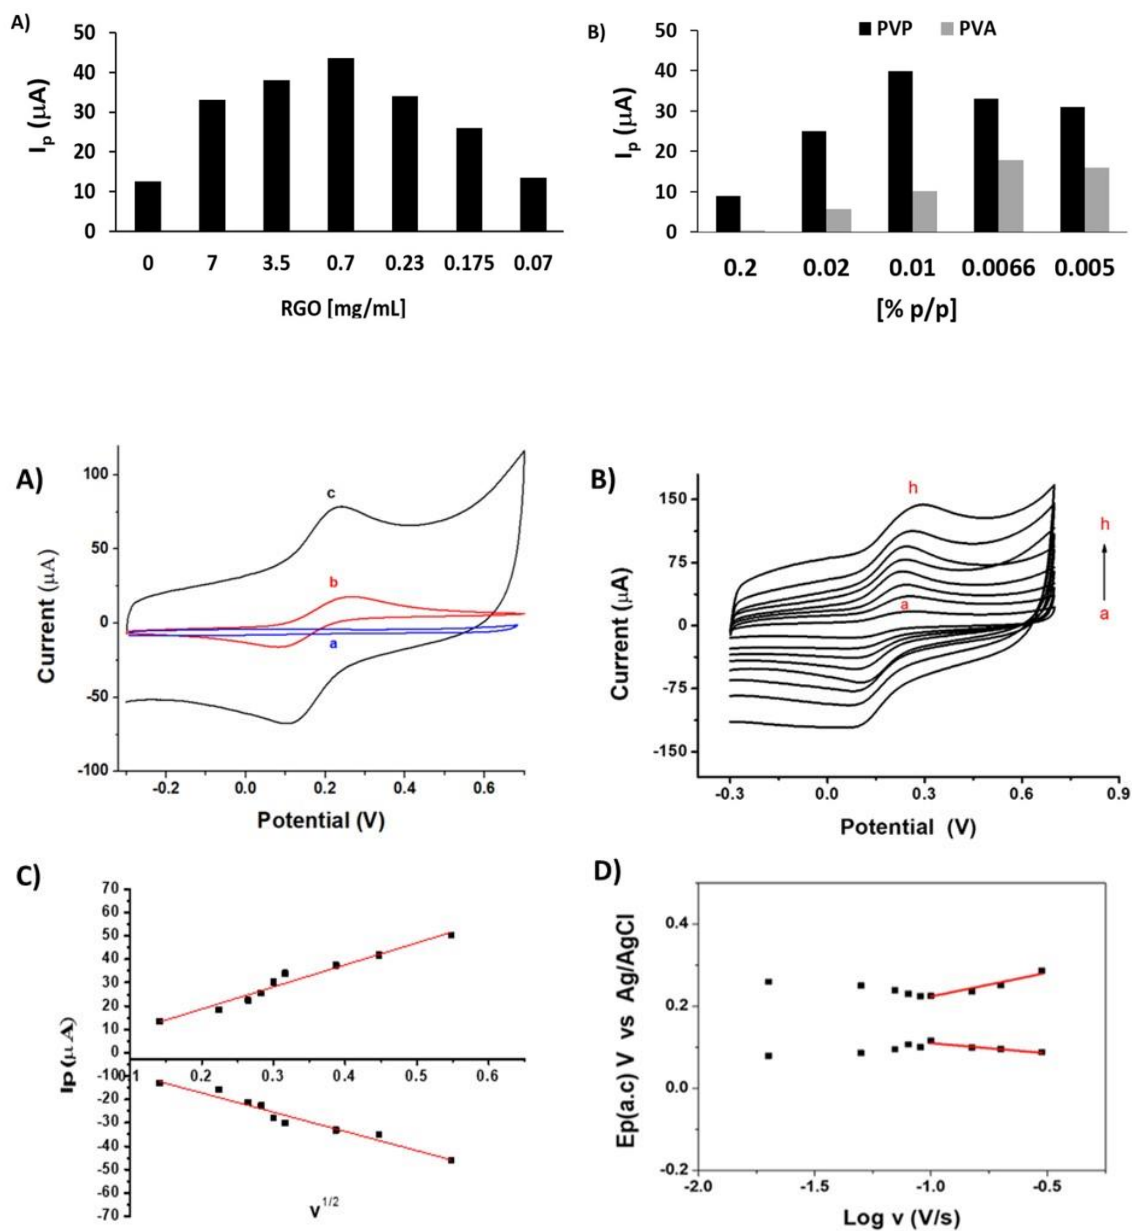 A)
50
40
30
20
10
0
Ip (μA)
0 7 3.5 0.7 0.23 0.175 0.07
RGO [mg/mL]
B)
PVP PVA
50
40
30
20
10
0
Ip (μA)
0.2 0.02 0.01 0.0066 0.005
[% p/p]
A)
100
50
0
-50
-100
Current (μA)
c
b
a
-0.2 0.0 0.2 0.4 0.6
Potential (V)
B)
150
75
0
-75
-150
Current (μA)
h
a
h
a
-0.3 0.0 0.3 0.6 0.9
Potential (V)
C)
70
60
50
40
30
20
10
0
0.2 0.3 0.4 0.5 0.6
-10
-20
-30
-40
-50
-60
-70
Ip (μA)
v1/2
D)
0.4
0.2
0.0
-0.2
Ep(a.c) V vs Ag/AgCl
-2.0 -1.5 -1.0 -0.5
Log v (V/s)